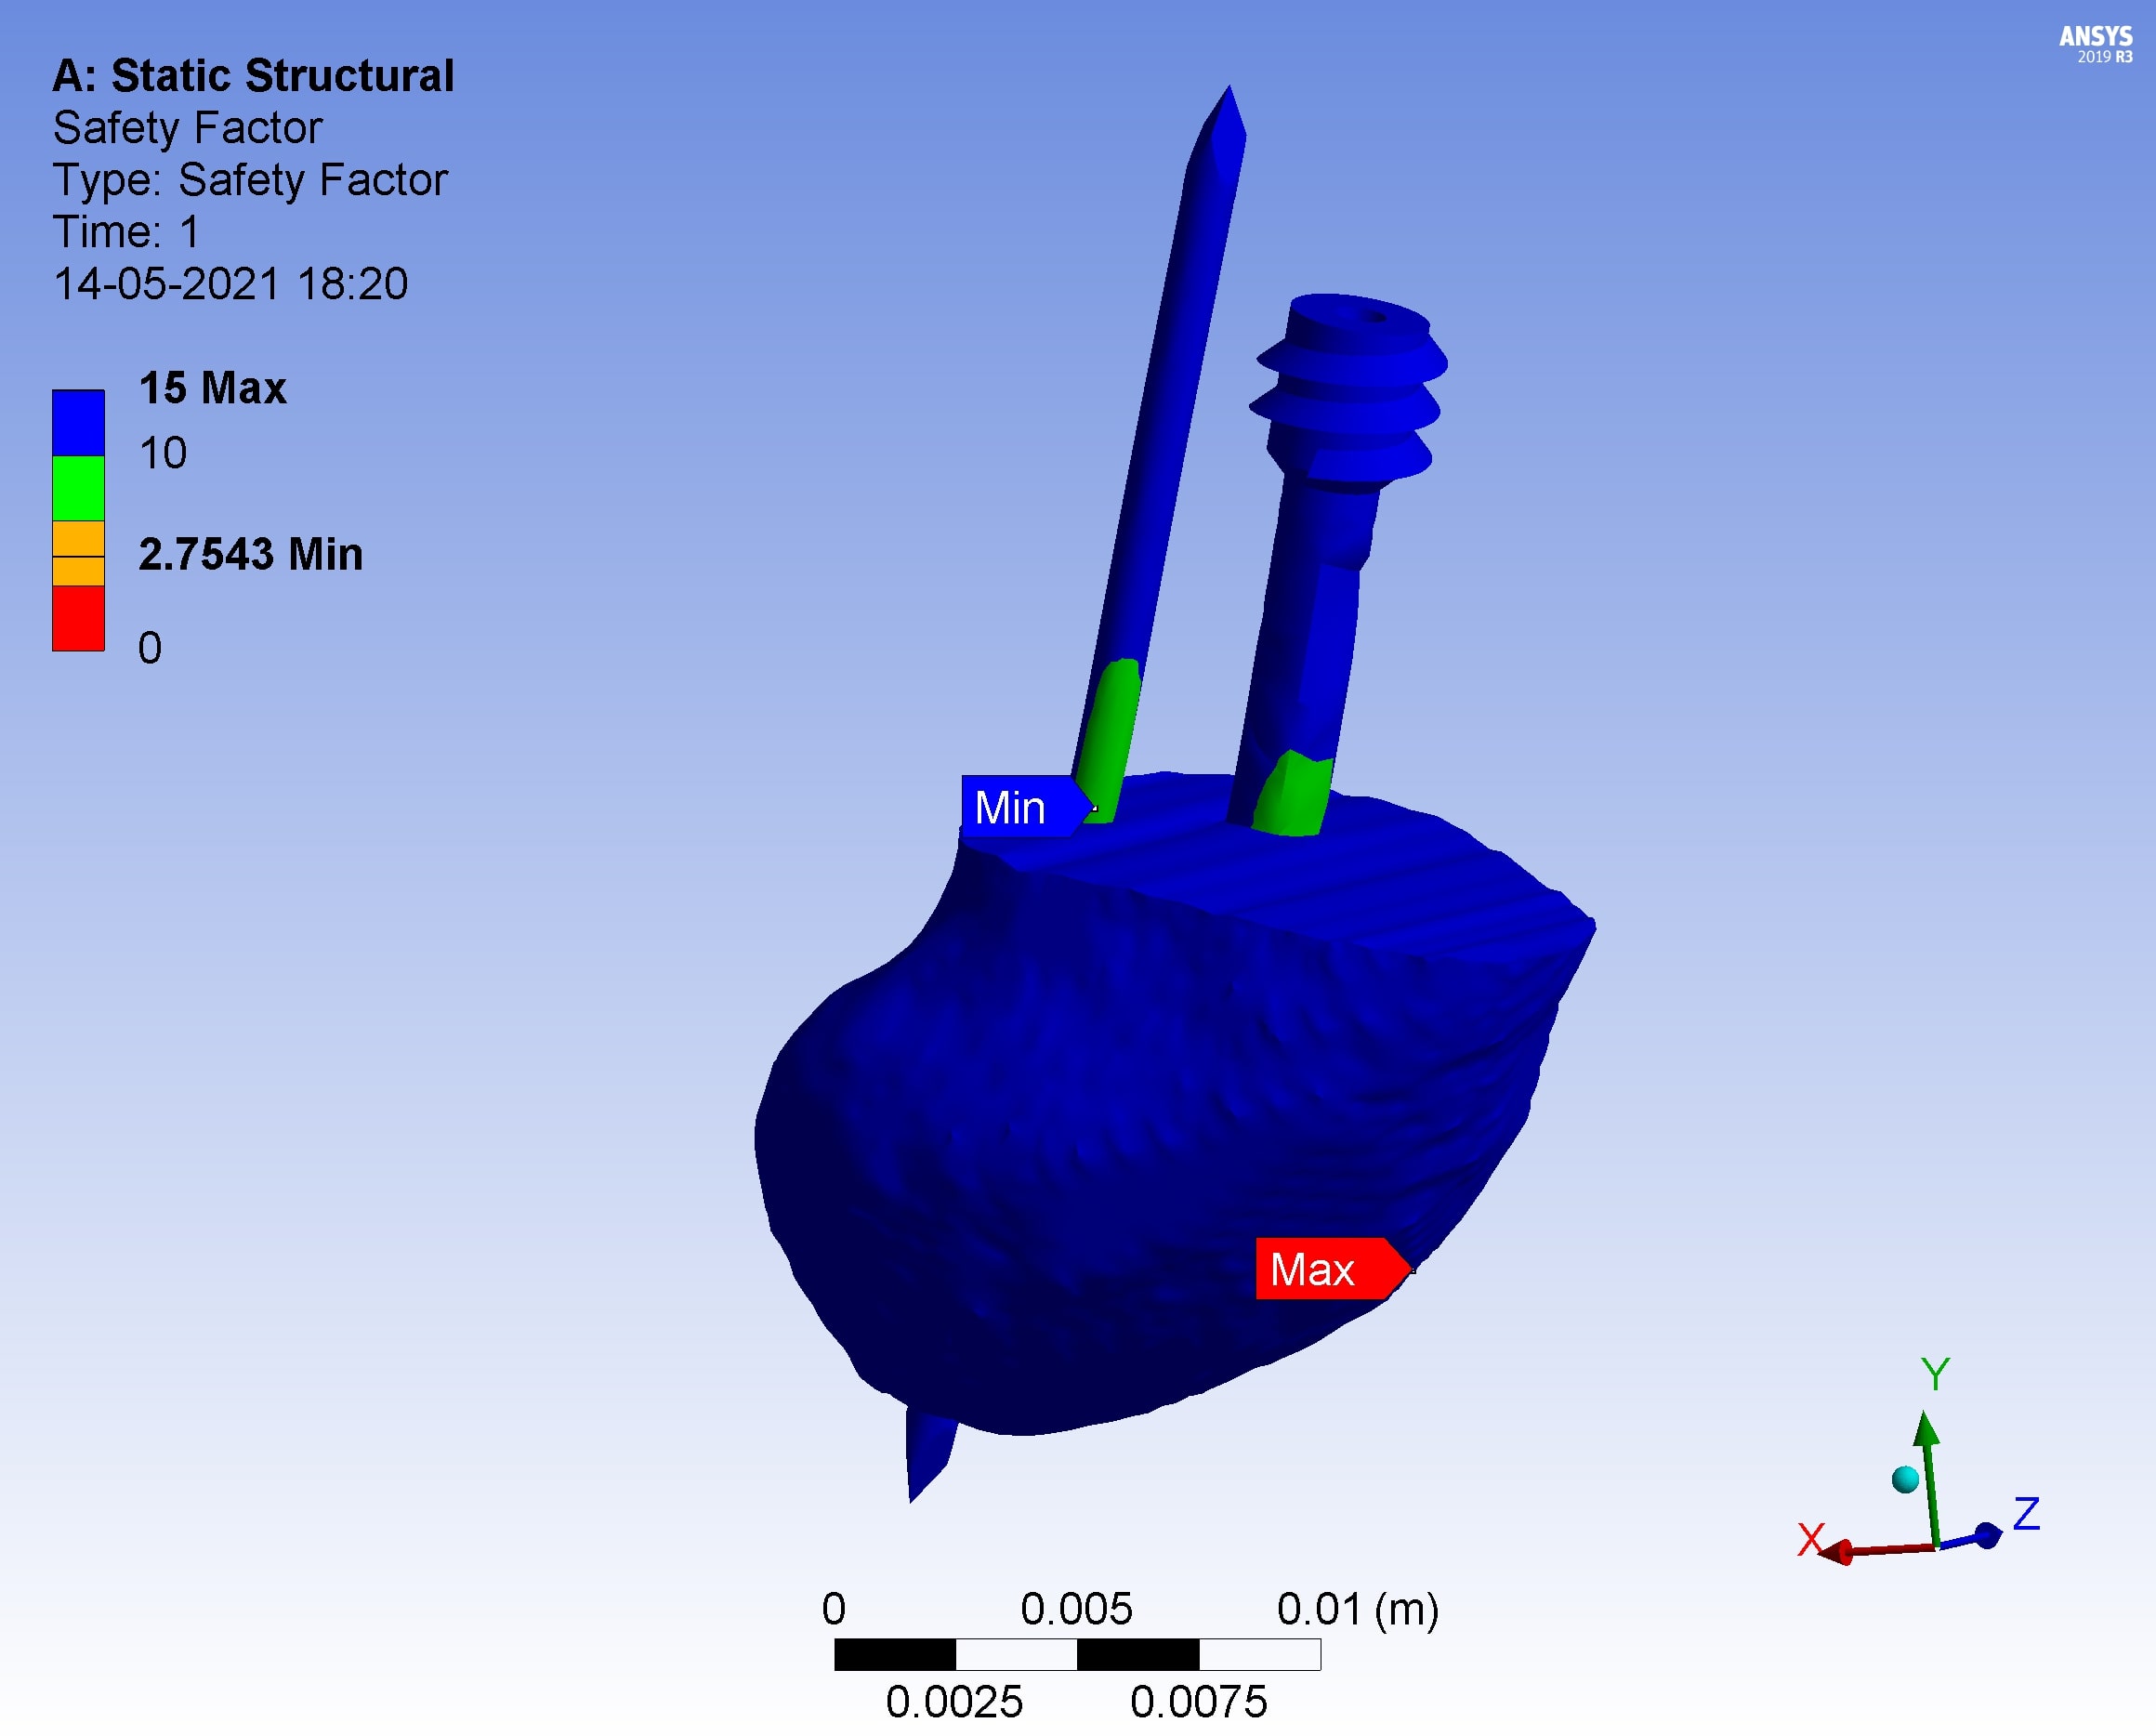 ANSYS
2019 R3
A: Static Structural
Safety Factor
Type: Safety Factor
Time: 1
14-05-2021 18:20
15 Max
10
2.7543 Min
0
Min
Max
Y
X
Z
0 0.005 0.01 (m)
0.0025 0.0075